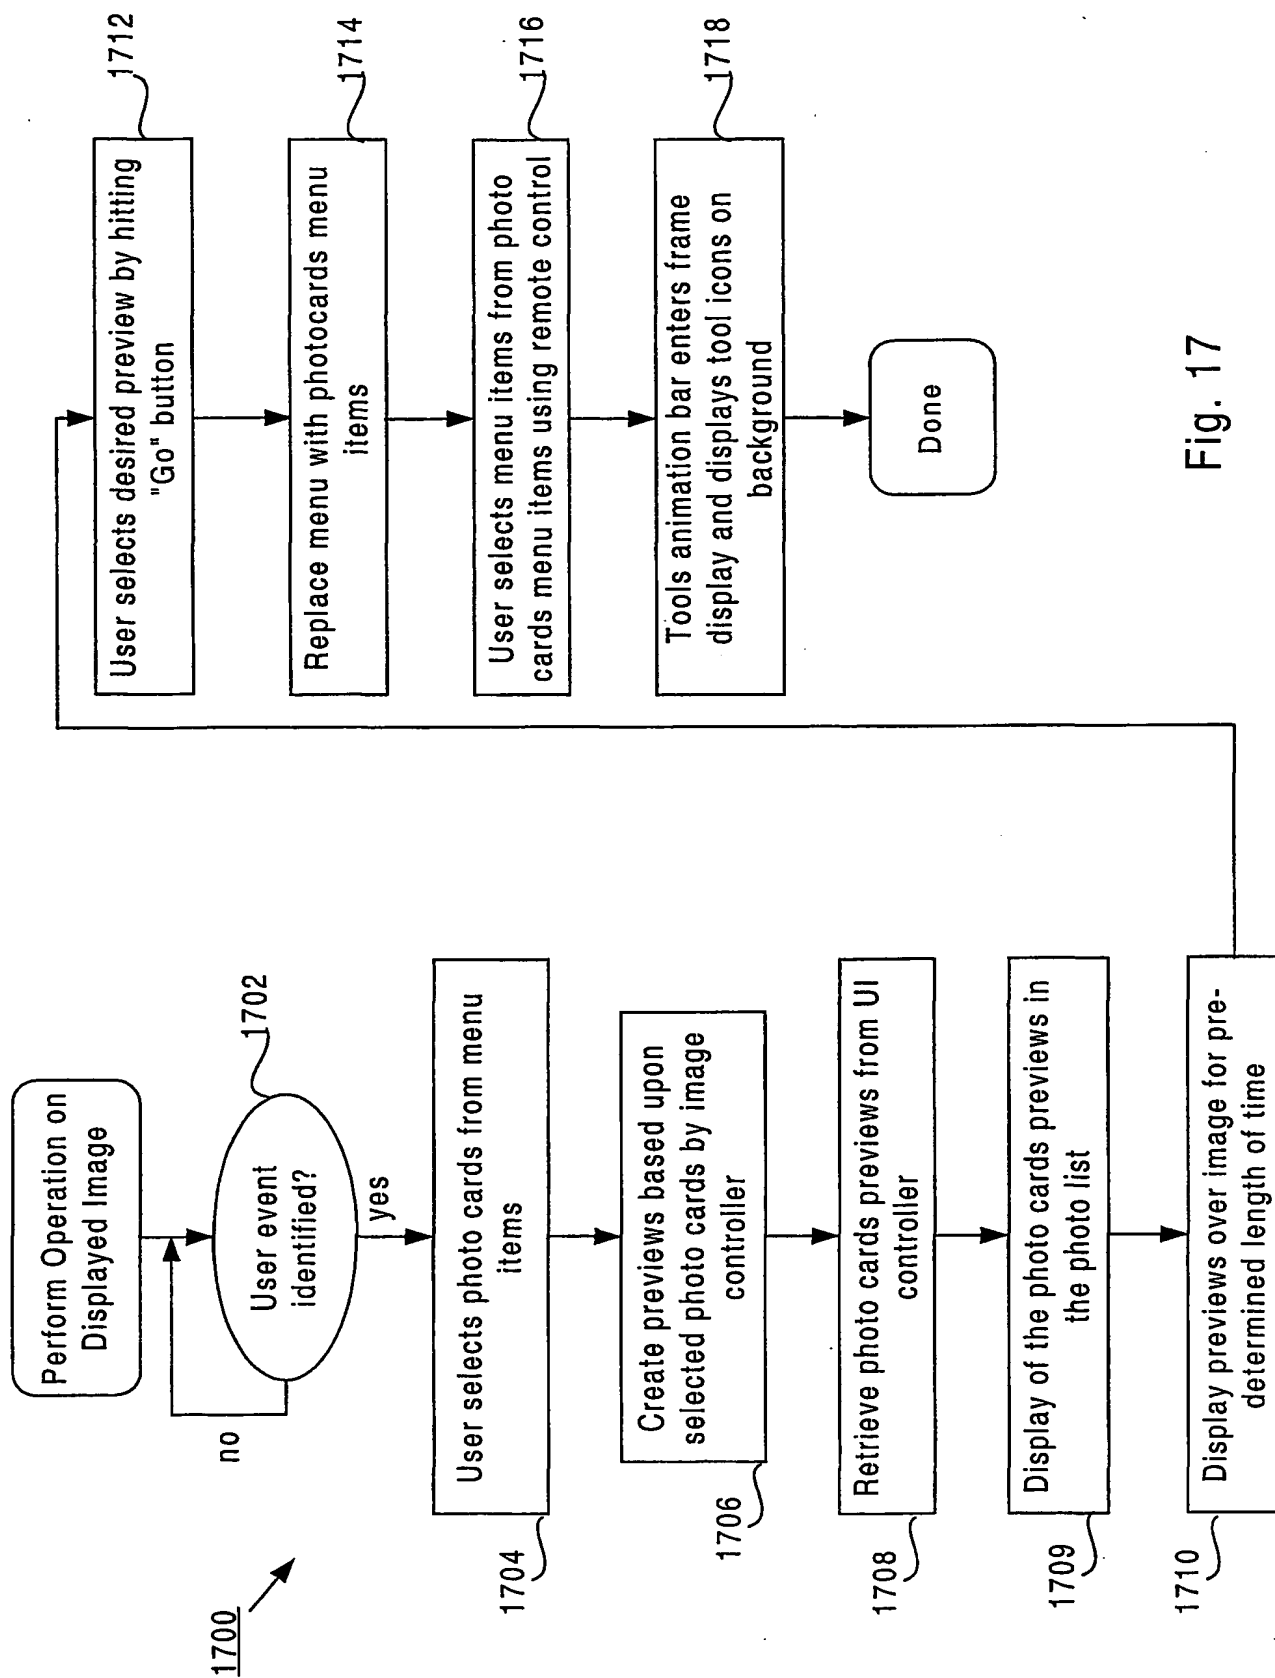 1700
Perform Operation on
Displayed Image
1702
User event
identified?
no
yes
1704
User selects photo cards from menu
items
1706
Create previews based upon
selected photo cards by image
controller
1708
Retrieve photo cards previews from UI
controller
1709
Display of the photo cards previews in
the photo list
1710
Display previews over image for pre-
determined length of time
1712
User selects desired preview by hitting
"Go" button
1714
Replace menu with photocards menu
items
1716
User selects menu items from photo
cards menu items using remote control
1718
Tools animation bar enters frame
display and displays tool icons on
background
Done
Fig. 17